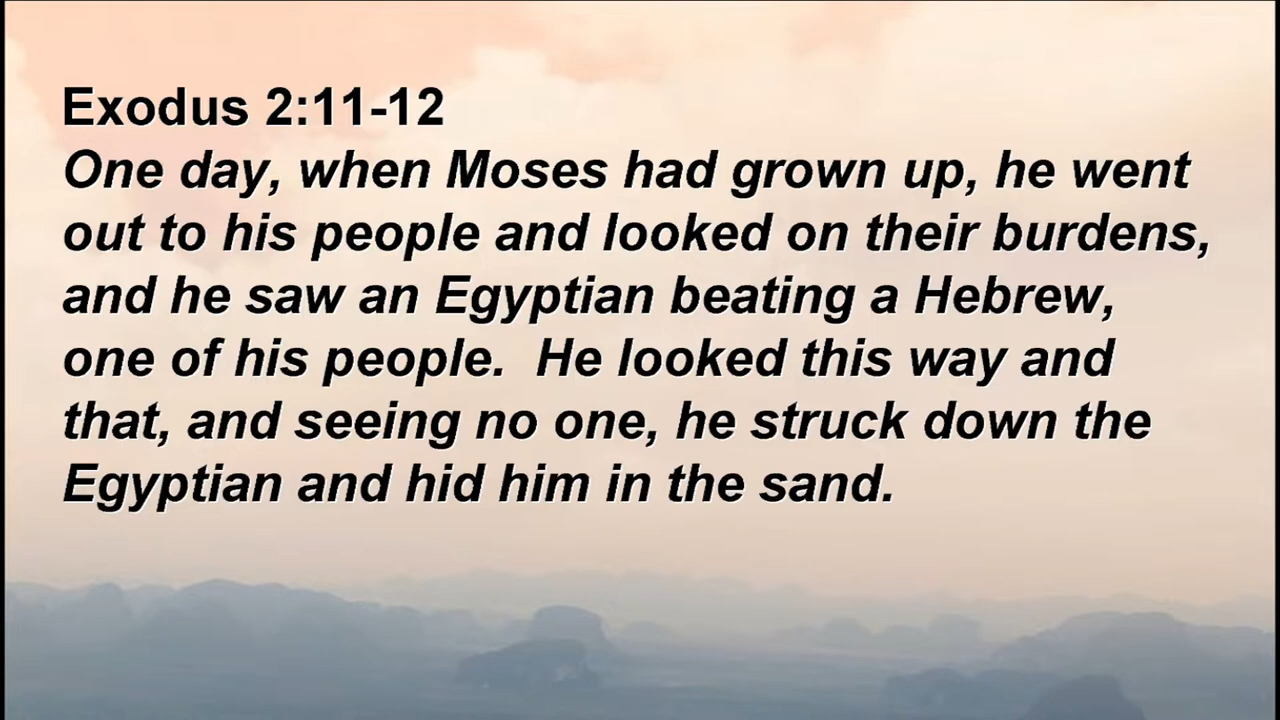 Exodus 2:11-12
One day, when Moses had grown up, he went
out to his people and looked on their burdens,
and he saw an Egyptian beating a Hebrew,
one of his people.  He looked this way and
that, and seeing no one, he struck down the
Egyptian and hid him in the sand.